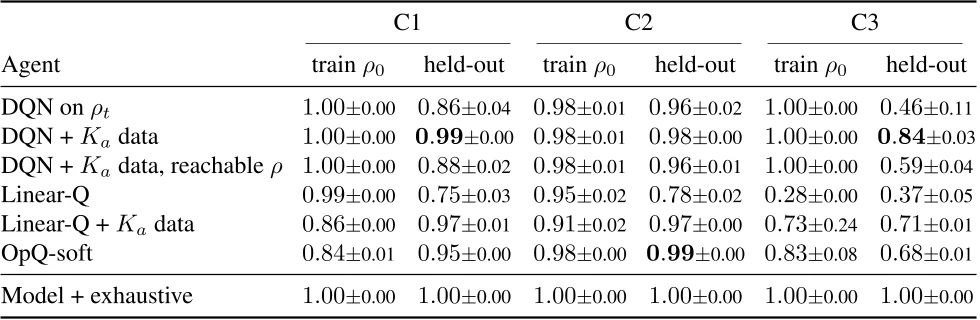 C1 C2 C3
Agent train ρ0 held-out train ρ0 held-out train ρ0 held-out
DQN on ρt 1.00±0.00 0.86±0.04 0.98±0.01 0.96±0.02 1.00±0.00 0.46±0.11
DQN + Ka data 1.00±0.00 0.99±0.00 0.98±0.01 0.98±0.00 1.00±0.00 0.84±0.03
DQN + Ka data, reachable ρ 1.00±0.00 0.88±0.02 0.98±0.01 0.96±0.01 1.00±0.00 0.59±0.04
Linear-Q 0.99±0.00 0.75±0.03 0.95±0.02 0.78±0.02 0.28±0.00 0.37±0.05
Linear-Q + Ka data 0.86±0.00 0.97±0.01 0.91±0.02 0.97±0.00 0.73±0.24 0.71±0.01
OpQ-soft 0.84±0.01 0.95±0.00 0.98±0.00 0.99±0.00 0.83±0.08 0.68±0.01
Model + exhaustive 1.00±0.00 1.00±0.00 1.00±0.00 1.00±0.00 1.00±0.00 1.00±0.00